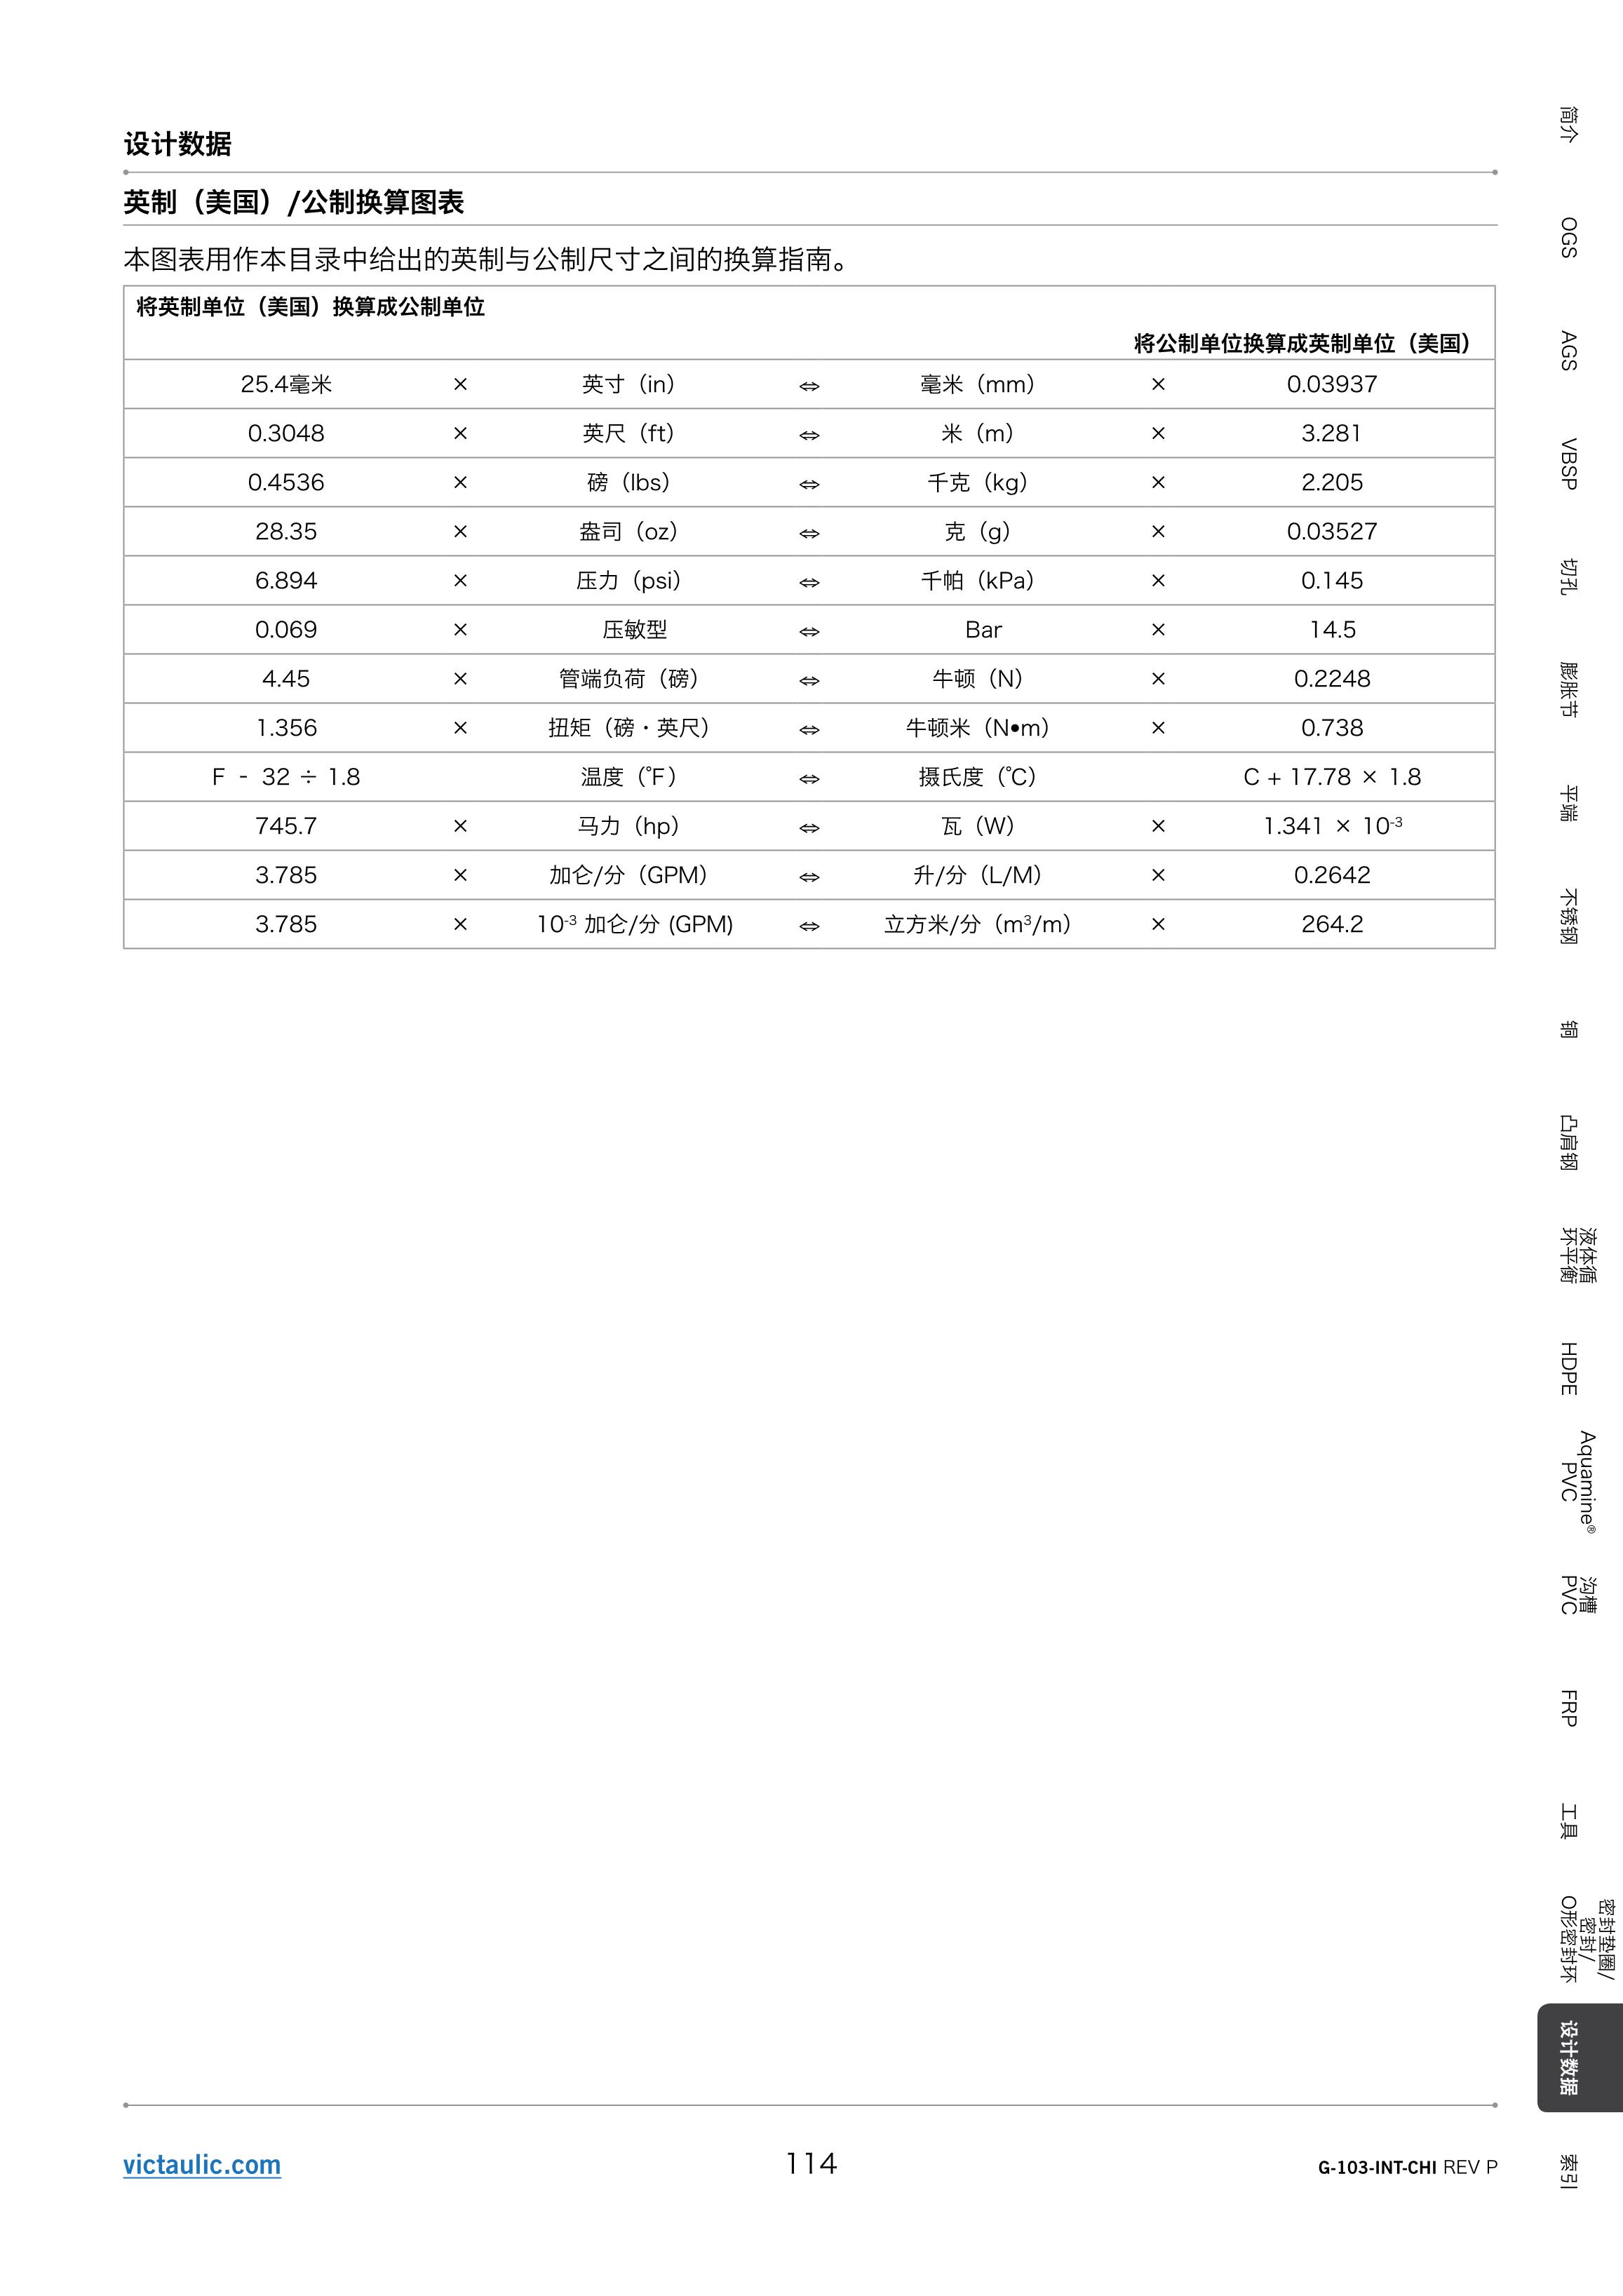 设计数据
英制（美国）/公制换算图表
本图表用作本目录中给出的英制与公制尺寸之间的换算指南。
将英制单位（美国）换算成公制单位
将公制单位换算成英制单位（美国）
25.4毫米 × 英寸（in） ⇔ 毫米（mm） × 0.03937
0.3048 × 英尺（ft） ⇔ 米（m） × 3.281
0.4536 × 磅（lbs） ⇔ 千克（kg） × 2.205
28.35 × 盎司（oz） ⇔ 克（g） × 0.03527
6.894 × 压力（psi） ⇔ 千帕（kPa） × 0.145
0.069 × 压敏型 ⇔ Bar × 14.5
4.45 × 管端负荷（磅） ⇔ 牛顿（N） × 0.2248
1.356 × 扭矩（磅·英尺） ⇔ 牛顿米（N•m） × 0.738
F - 32 ÷ 1.8 温度（°F） ⇔ 摄氏度（°C） C + 17.78 × 1.8
745.7 × 马力（hp） ⇔ 瓦（W） × 1.341 × 10⁻³
3.785 × 加仑/分（GPM） ⇔ 升/分（L/M） × 0.2642
3.785 × 10⁻³ 加仑/分 (GPM) ⇔ 立方米/分（m³/m） × 264.2
简介
OGS
AGS
VBSP
切孔
膨胀节
平端
不锈钢
铜
凸肩钢
液体循
环平衡
HDPE
Aquamine®
PVC
沟槽
PVC
FRP
工具
密封垫圈/
密封/
O形密封环
设计数据
索引
victaulic.com
114
G-103-INT-CHI REV P